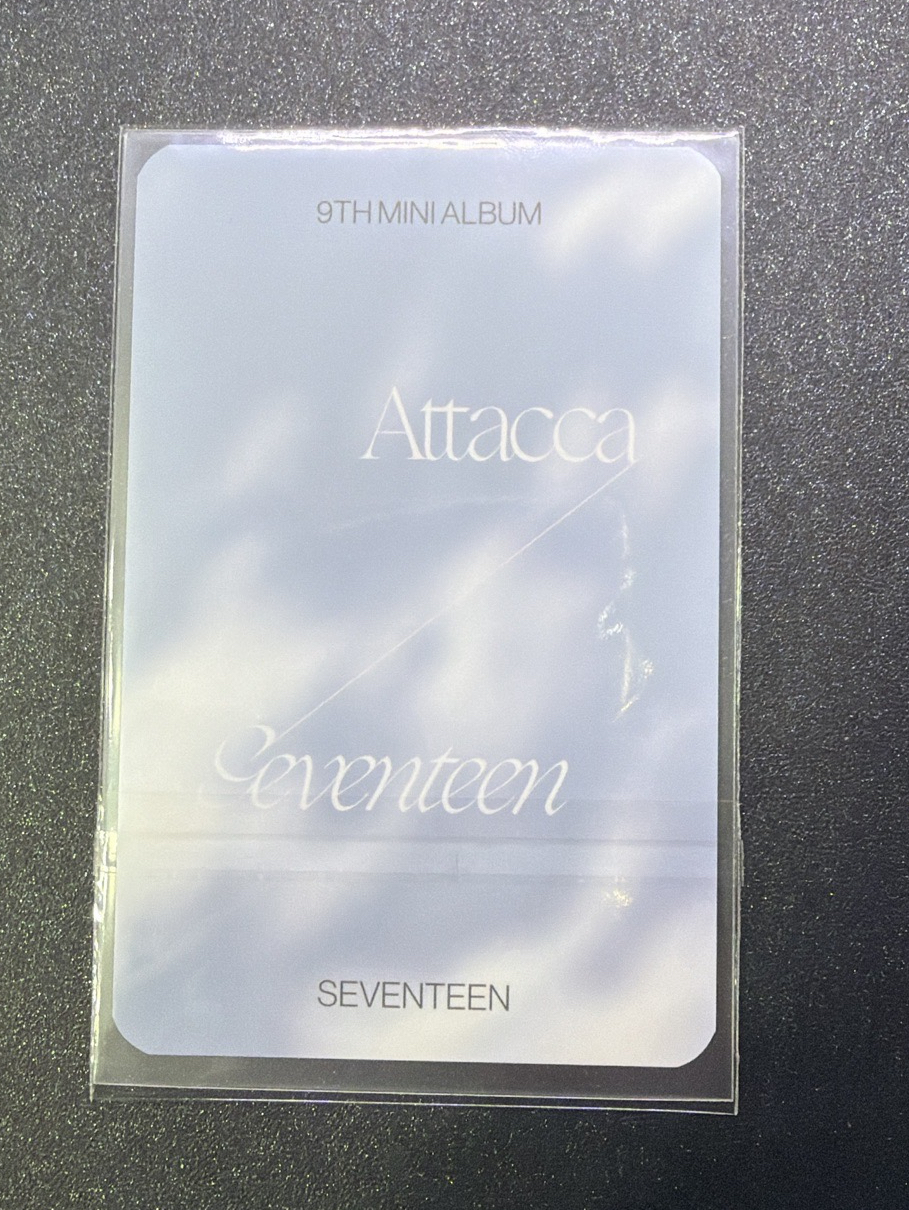 9TH MINI ALBUM
Attacca
Seventeen
SEVENTEEN